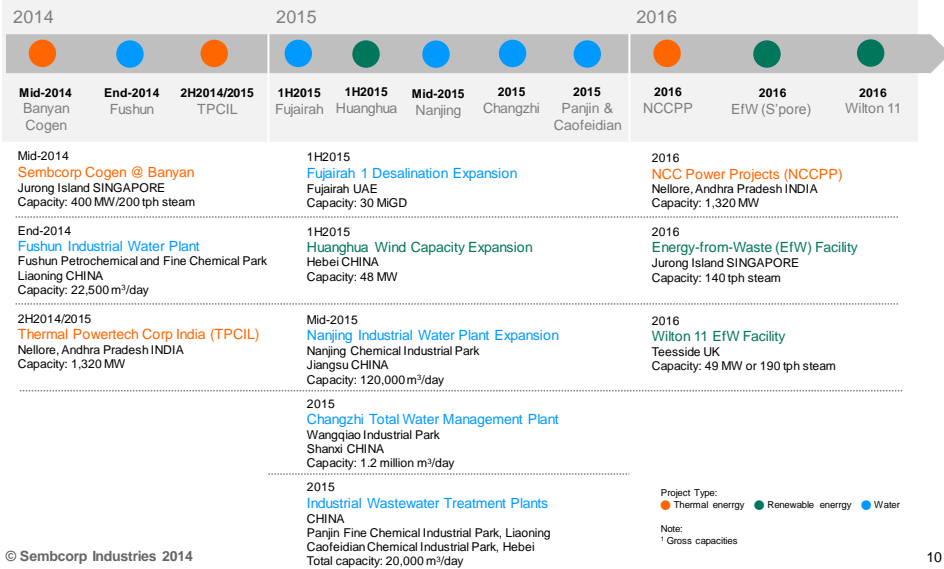 2014
2015
2016
Mid-2014
Banyan
Cogen
End-2014
Fushun
2H2014/2015
TPCIL
1H2015
Fujairah
1H2015
Huanghua
Mid-2015
Nanjing
2015
Changzhi
2015
Panjin &
Caofeidian
2016
NCCPP
2016
EfW (S'pore)
2016
Wilton 11
Mid-2014
Sembcorp Cogen @ Banyan
Jurong Island SINGAPORE
Capacity: 400 MW/200 tph steam
End-2014
Fushun Industrial Water Plant
Fushun Petrochemical and Fine Chemical Park
Liaoning CHINA
Capacity: 22,500 m³/day
2H2014/2015
Thermal Powertech Corp India (TPCIL)
Nellore, Andhra Pradesh INDIA
Capacity: 1,320 MW
1H2015
Fujairah 1 Desalination Expansion
Fujairah UAE
Capacity: 30 MiGD
1H2015
Huanghua Wind Capacity Expansion
Hebei CHINA
Capacity: 48 MW
Mid-2015
Nanjing Industrial Water Plant Expansion
Nanjing Chemical Industrial Park
Jiangsu CHINA
Capacity: 120,000 m³/day
2015
Changzhi Total Water Management Plant
Wangqiao Industrial Park
Shanxi CHINA
Capacity: 1.2 million m³/day
2015
Industrial Wastewater Treatment Plants
CHINA
Panjin Fine Chemical Industrial Park, Liaoning
Caofeidian Chemical Industrial Park, Hebei
Total capacity: 20,000 m³/day
2016
NCC Power Projects (NCCPP)
Nellore, Andhra Pradesh INDIA
Capacity: 1,320 MW
2016
Energy-from-Waste (EfW) Facility
Jurong Island SINGAPORE
Capacity: 140 tph steam
2016
Wilton 11 EfW Facility
Teesside UK
Capacity: 49 MW or 190 tph steam
Project Type:
Thermal enerrgy Renewable enerrgy Water
Note:
¹ Gross capacities
© Sembcorp Industries 2014
10